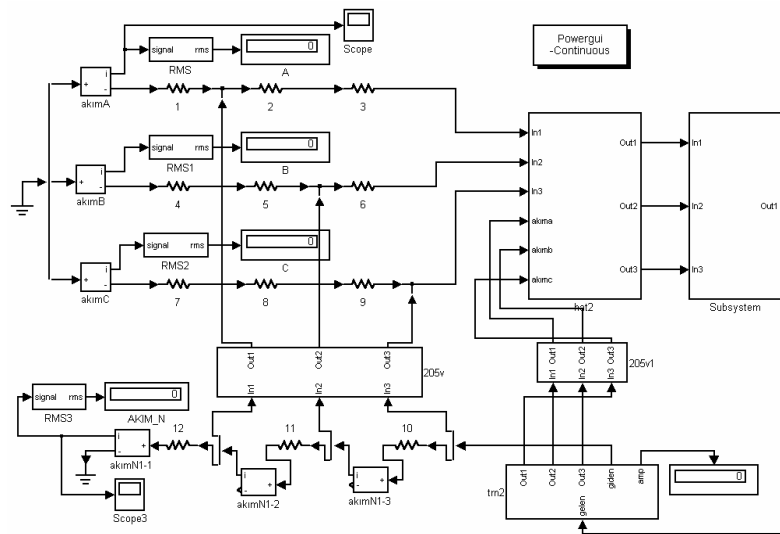 Powergui
-Continuous
Scope
signal rms
0
RMS
A
i
+
-
akımA
1
2
3
signal rms
0
RMS1
B
i
+
-
akımB
4
5
6
signal rms
0
RMS2
C
i
+
-
akımC
7
8
9
In1
In2
In3
akıma
akımb
akımc
Out1
Out2
Out3
hat2
In1
In2
In3
Out1
Subsystem
Out1
Out2
Out3
In1
In2
In3
205v
Out1
Out2
Out3
In1
In2
In3
205v1
signal rms
0
RMS3
AKIM_N
12
11
10
i
+
-
akımN1-1
i
+
-
akımN1-2
i
+
-
akımN1-3
Scope3
Out1
Out2
Out3
giden
amp
gelen
trn2
0